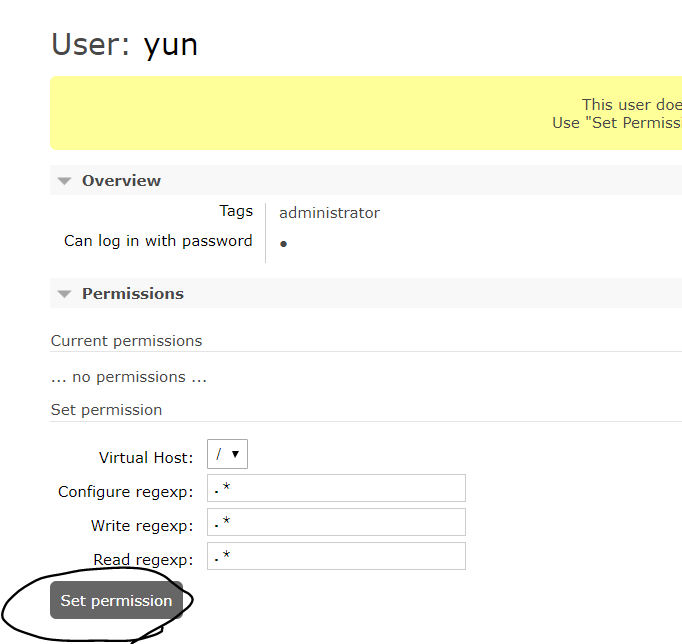 User: yun
This user doe
Use "Set Permiss
Overview
Tags administrator
Can log in with password ●
Permissions
Current permissions
... no permissions ...
Set permission
Virtual Host: / ▼
Configure regexp: .*
Write regexp: .*
Read regexp: .*
Set permission